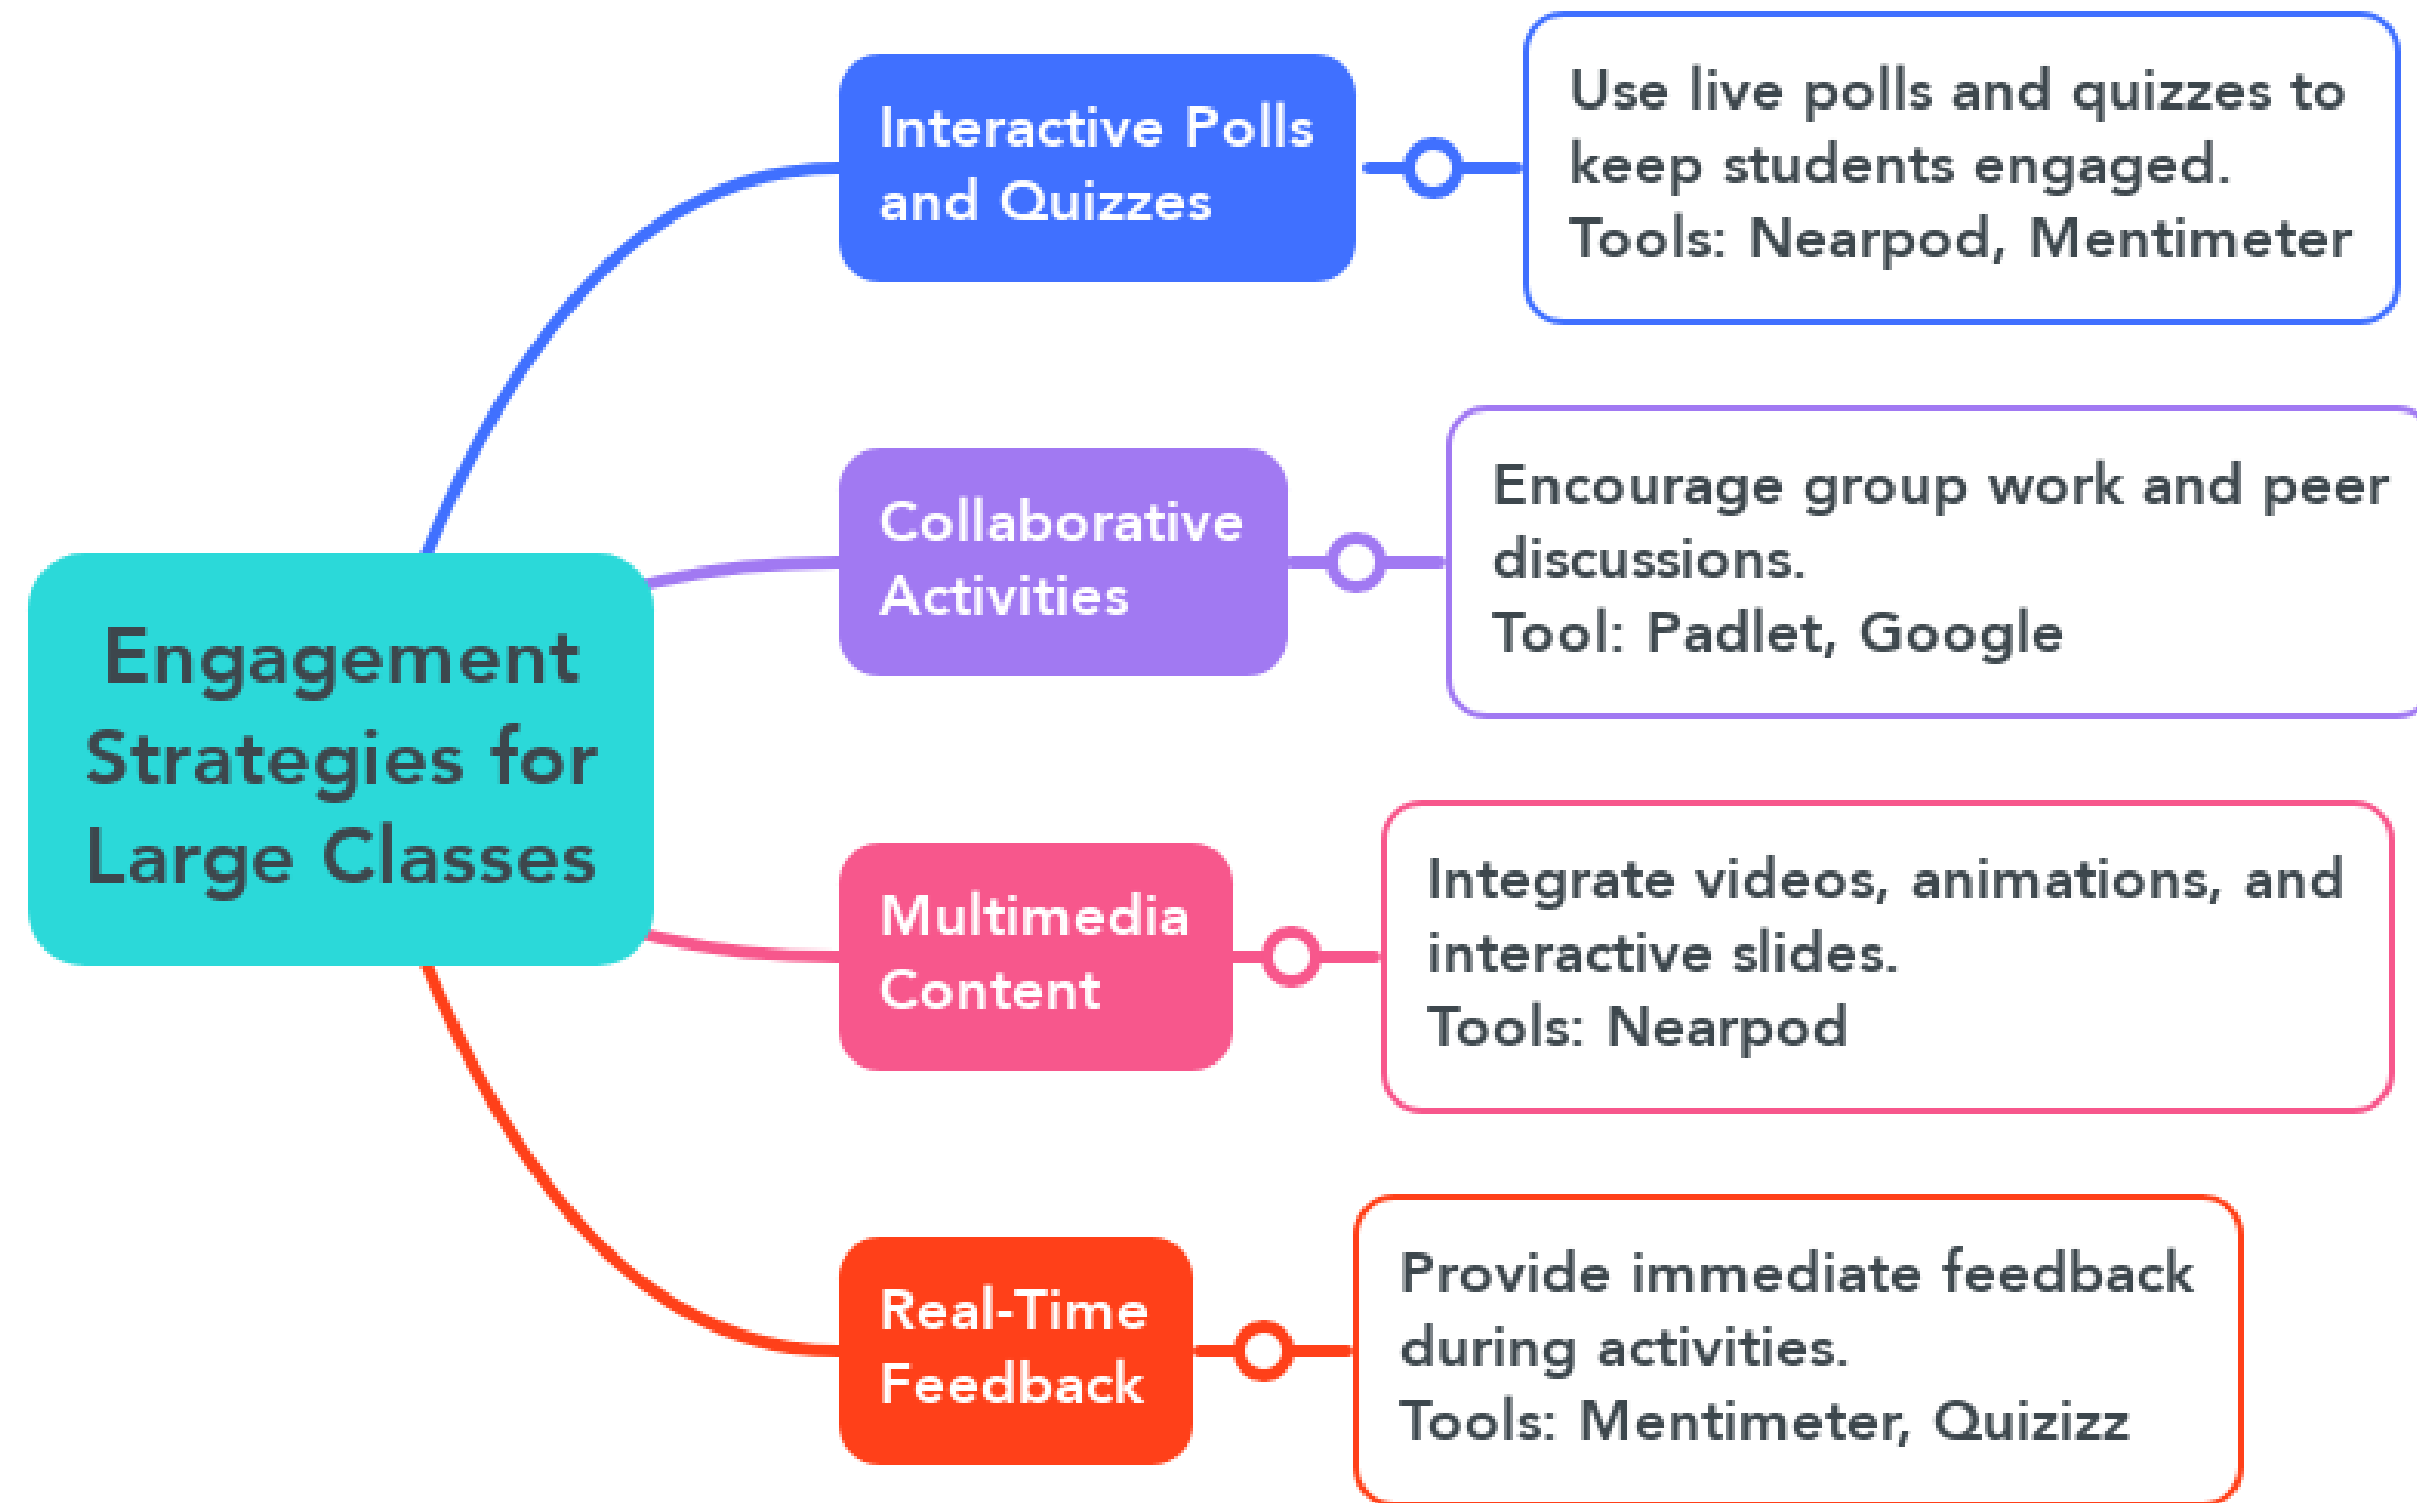 Interactive Polls
and Quizzes
Use live polls and quizzes to
keep students engaged.
Tools: Nearpod, Mentimeter
Collaborative
Activities
Encourage group work and peer
discussions.
Tool: Padlet, Google
Engagement
Strategies for
Large Classes
Multimedia
Content
Integrate videos, animations, and
interactive slides.
Tools: Nearpod
Real-Time
Feedback
Provide immediate feedback
during activities.
Tools: Mentimeter, Quizizz